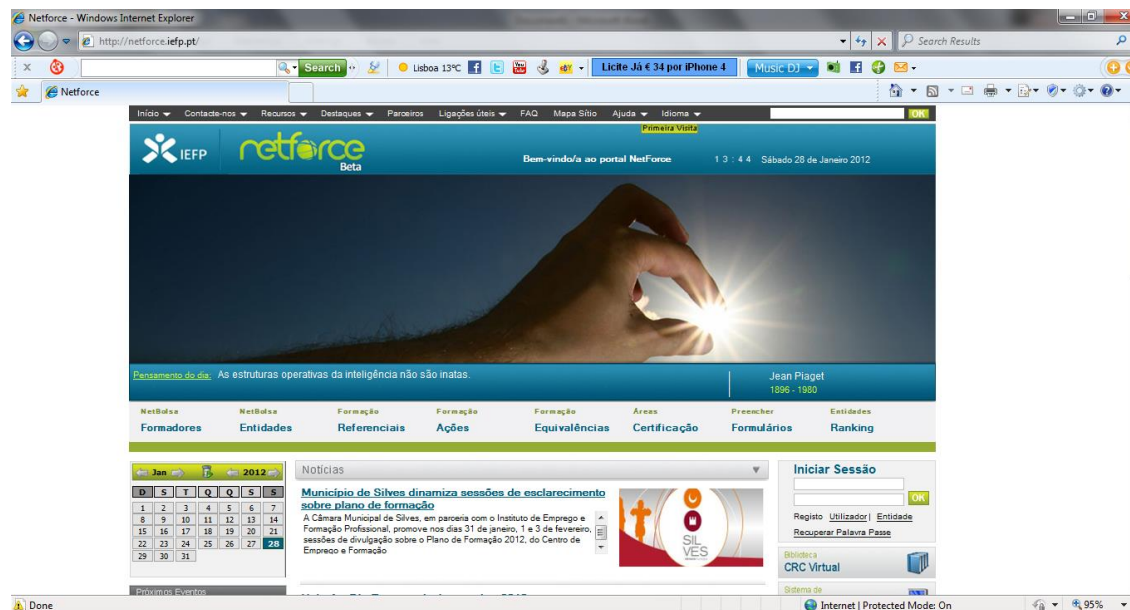 Netforce - Windows Internet Explorer
http://netforce.iefp.pt/
Search Results
Search
Lisboa 13ºC
Licite Já € 34 por iPhone 4
Music DJ
Netforce
Início Contacte-nos Recursos Destaques Parceiros Ligações úteis FAQ Mapa Sítio Ajuda Idioma OK
Primeira Visita
IEFP netforce Beta
Bem-vindo/a ao portal NetForce 13:44 Sábado 28 de Janeiro 2012
Pensamento do dia: As estruturas operativas da inteligência não são inatas.
Jean Piaget
1896 - 1980
NetBolsa NetBolsa Formação Formação Formação Áreas Preencher Entidades
Formadores Entidades Referenciais Ações Equivalências Certificação Formulários Ranking
Jan 2012
D S T Q Q S S
1 2 3 4 5 6 7
8 9 10 11 12 13 14
15 16 17 18 19 20 21
22 23 24 25 26 27 28
29 30 31
Próximos Eventos
Notícias
Município de Silves dinamiza sessões de esclarecimento
sobre plano de formação
A Câmara Municipal de Silves, em parceria com o Instituto de Emprego e
Formação Profissional, promove nos dias 31 de janeiro, 1 e 3 de fevereiro,
sessões de divulgação sobre o Plano de Formação 2012, do Centro de
Emprego e Formação
SIL
VES
Iniciar Sessão
OK
Registo Utilizador| Entidade
Recuperar Palavra Passe
Biblioteca
CRC Virtual
Sistema de
Done
Internet | Protected Mode: On
95%